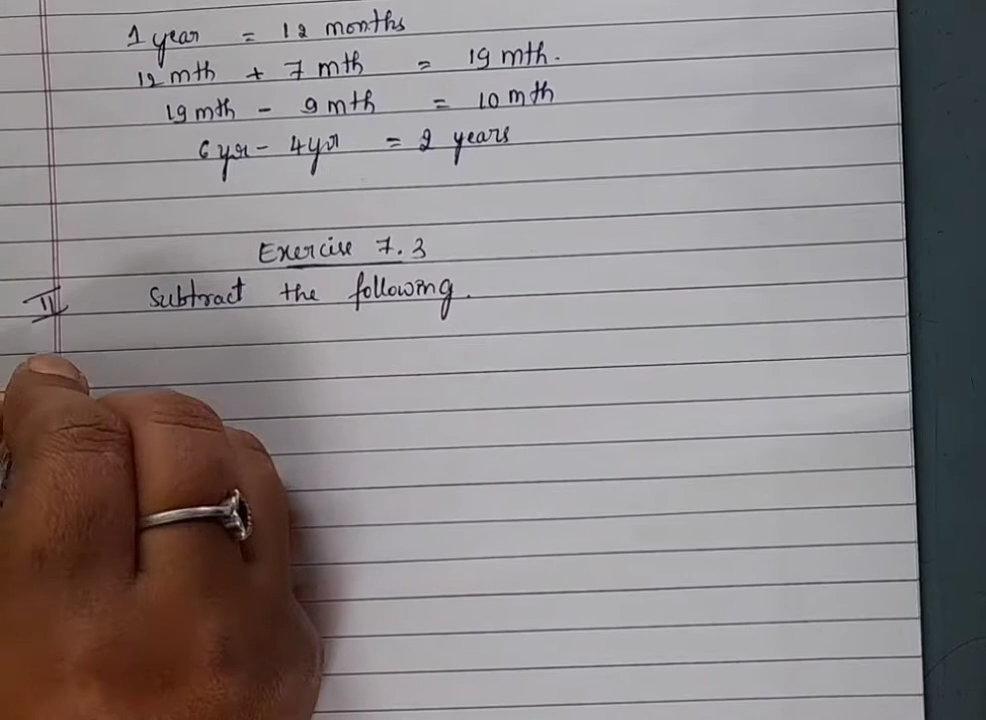 1 year = 12 months
12 mth + 7 mth = 19 mth.
19 mth - 9 mth = 10 mth
6 yr - 4 yr = 2 years
Exercise 7.3
II Subtract the following.